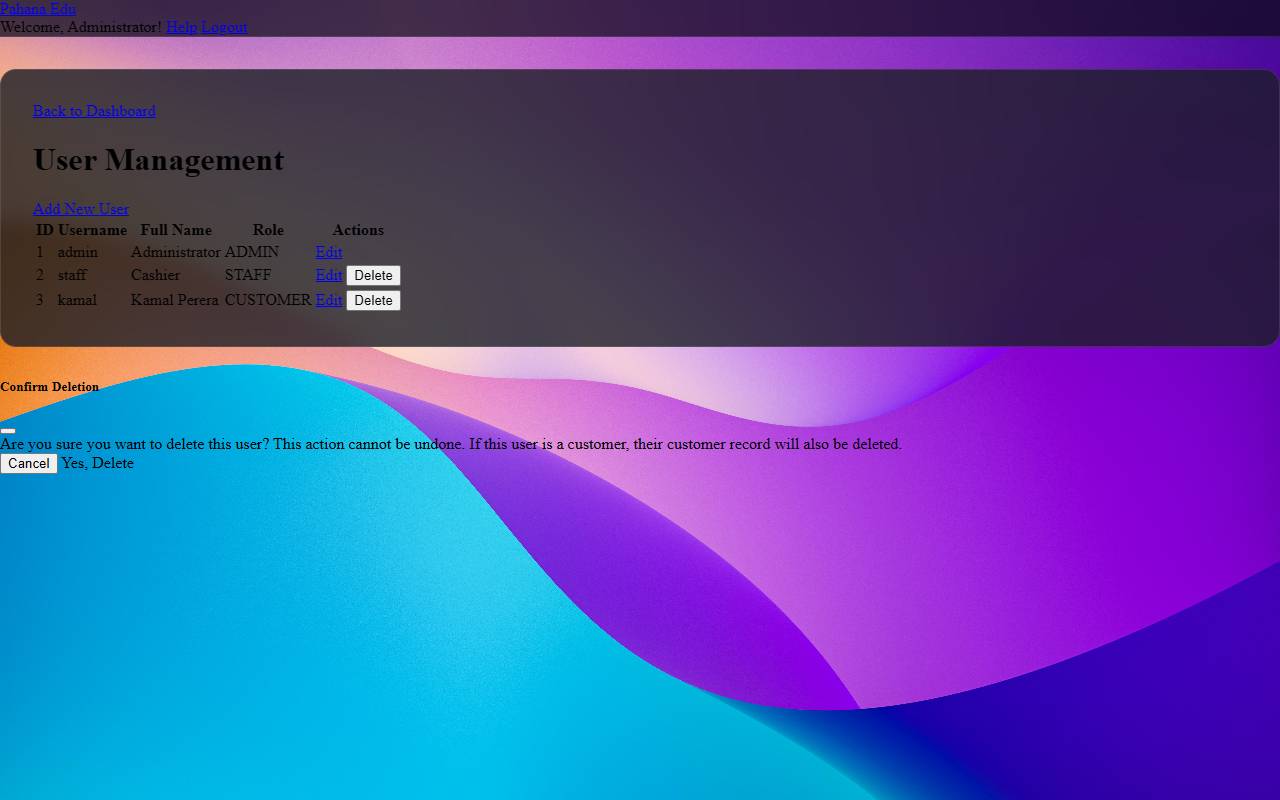 Pahana Edu
Welcome, Administrator! Help Logout
Back to Dashboard
User Management
Add New User
ID Username Full Name Role Actions
1 admin Administrator ADMIN Edit
2 staff Cashier STAFF Edit Delete
3 kamal Kamal Perera CUSTOMER Edit Delete
Confirm Deletion
Are you sure you want to delete this user? This action cannot be undone. If this user is a customer, their customer record will also be deleted.
Cancel Yes, Delete